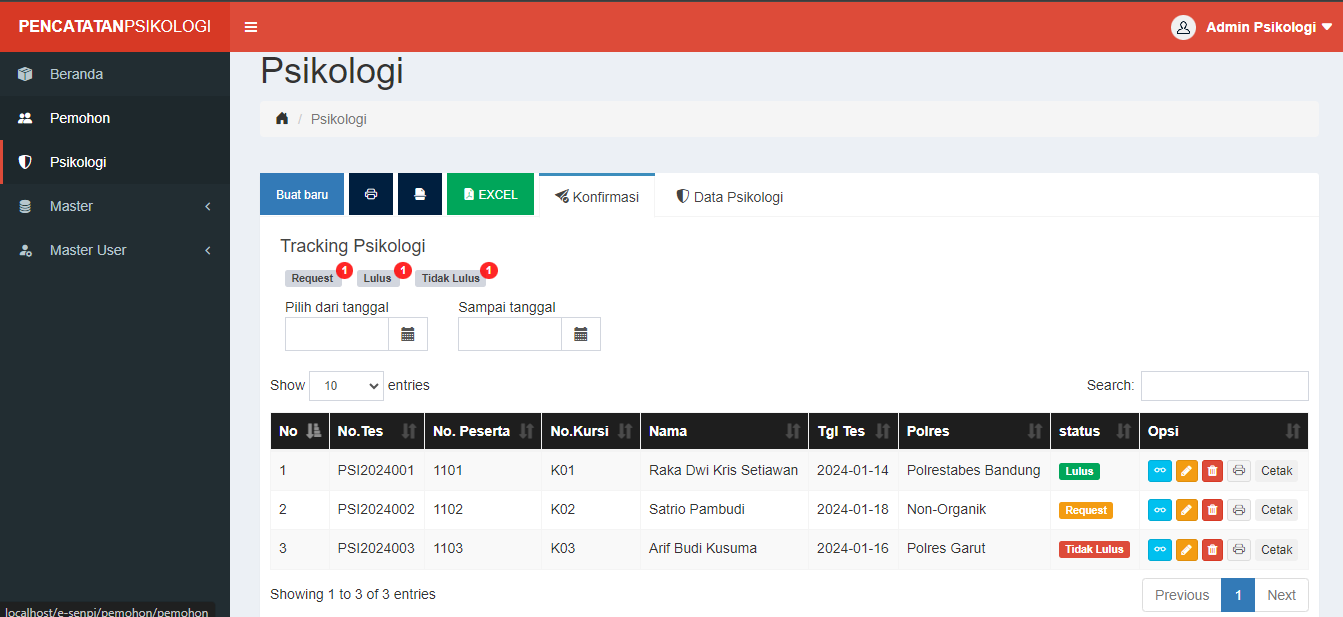 PENCATATANPSIKOLOGI
Admin Psikologi
Beranda
Pemohon
Psikologi
Master
Master User
Psikologi
/ Psikologi
Buat baru
EXCEL
Konfirmasi
Data Psikologi
Tracking Psikologi
Request 1 Lulus 1 Tidak Lulus 1
Pilih dari tanggal Sampai tanggal
Show 10 entries Search:
No No.Tes No. Peserta No.Kursi Nama Tgl Tes Polres status Opsi
1 PSI2024001 1101 K01 Raka Dwi Kris Setiawan 2024-01-14 Polrestabes Bandung Lulus Cetak
2 PSI2024002 1102 K02 Satrio Pambudi 2024-01-18 Non-Organik Request Cetak
3 PSI2024003 1103 K03 Arif Budi Kusuma 2024-01-16 Polres Garut Tidak Lulus Cetak
Showing 1 to 3 of 3 entries Previous 1 Next
localhost/e-senpi/pemohon/pemohon